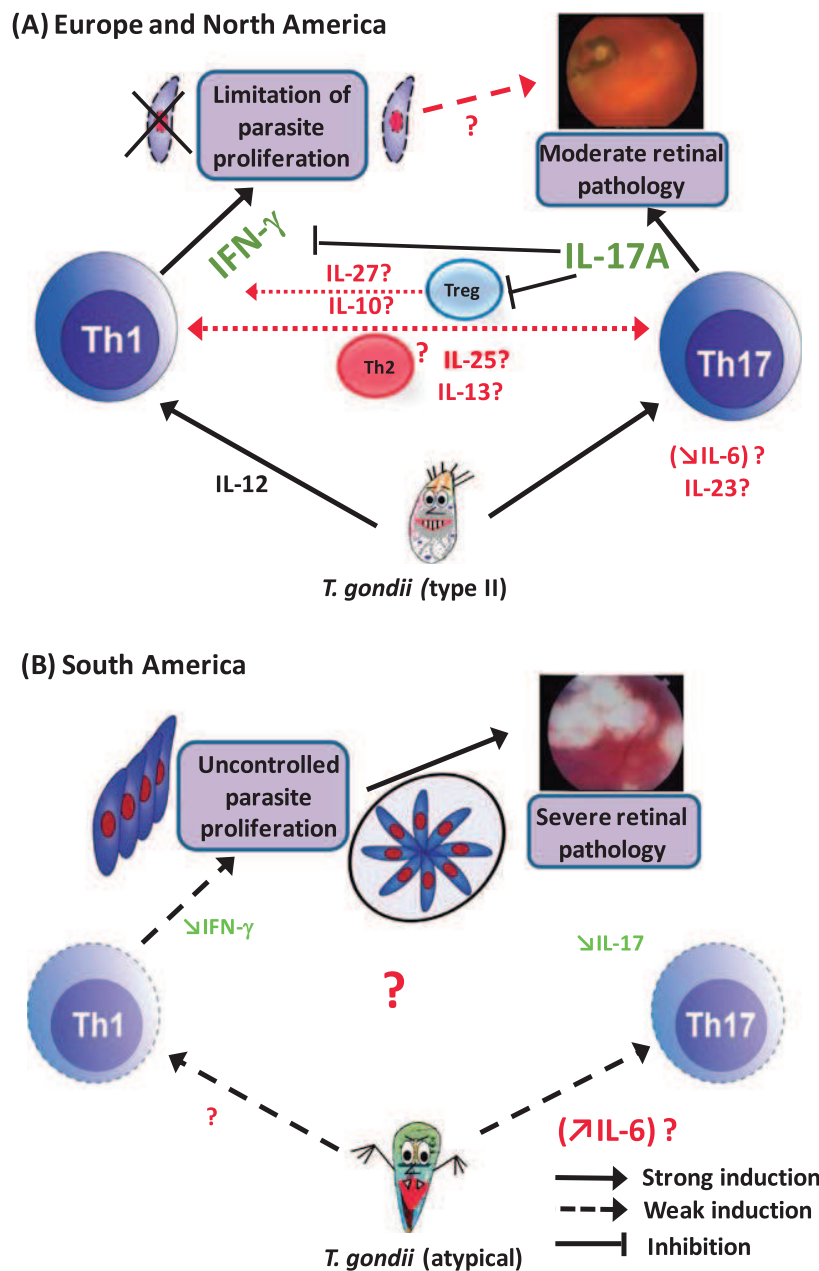 (A) Europe and North America
Limitation of
parasite
proliferation
?
Moderate retinal
pathology
IFN-γ
IL-17A
IL-27?
IL-10?
Treg
Th1
Th2
?
IL-25?
IL-13?
Th17
(↘IL-6) ?
IL-23?
IL-12
T. gondii (type II)
(B) South America
Uncontrolled
parasite
proliferation
Severe retinal
pathology
↘IFN-γ
↘IL-17
?
Th1
Th17
?
(↗IL-6) ?
Strong induction
Weak induction
Inhibition
T. gondii (atypical)